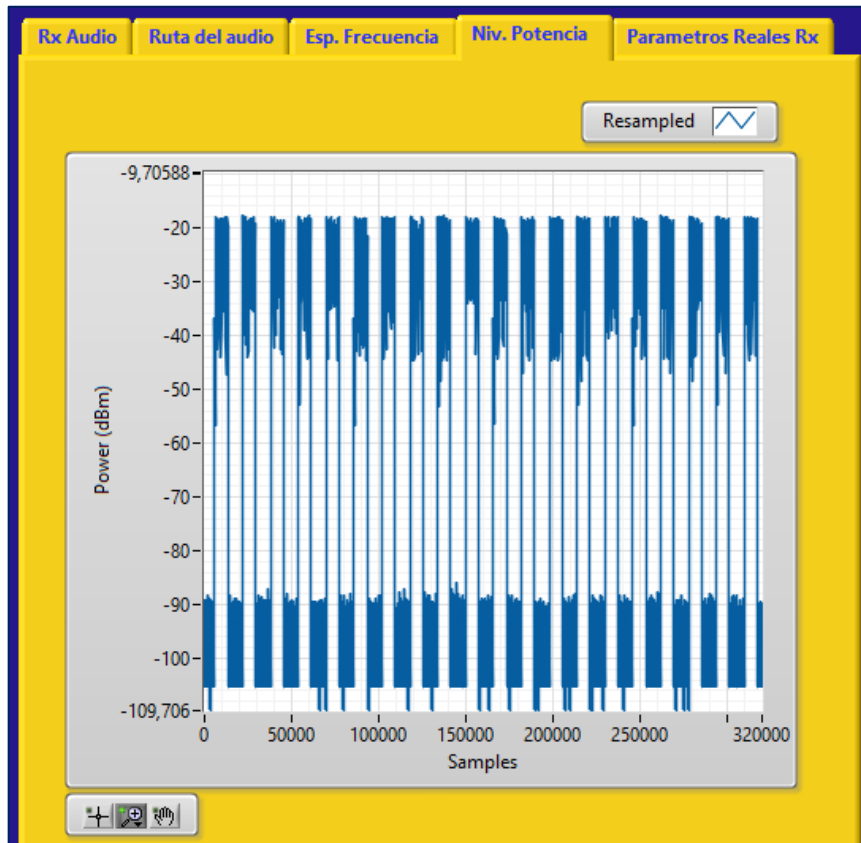 Rx Audio Ruta del audio Esp. Frecuencia Niv. Potencia Parametros Reales Rx
Resampled
-9,70588
-20
-30
-40
-50
-60
-70
-80
-90
-100
-109,706
Power (dBm)
0 50000 100000 150000 200000 250000 320000
Samples